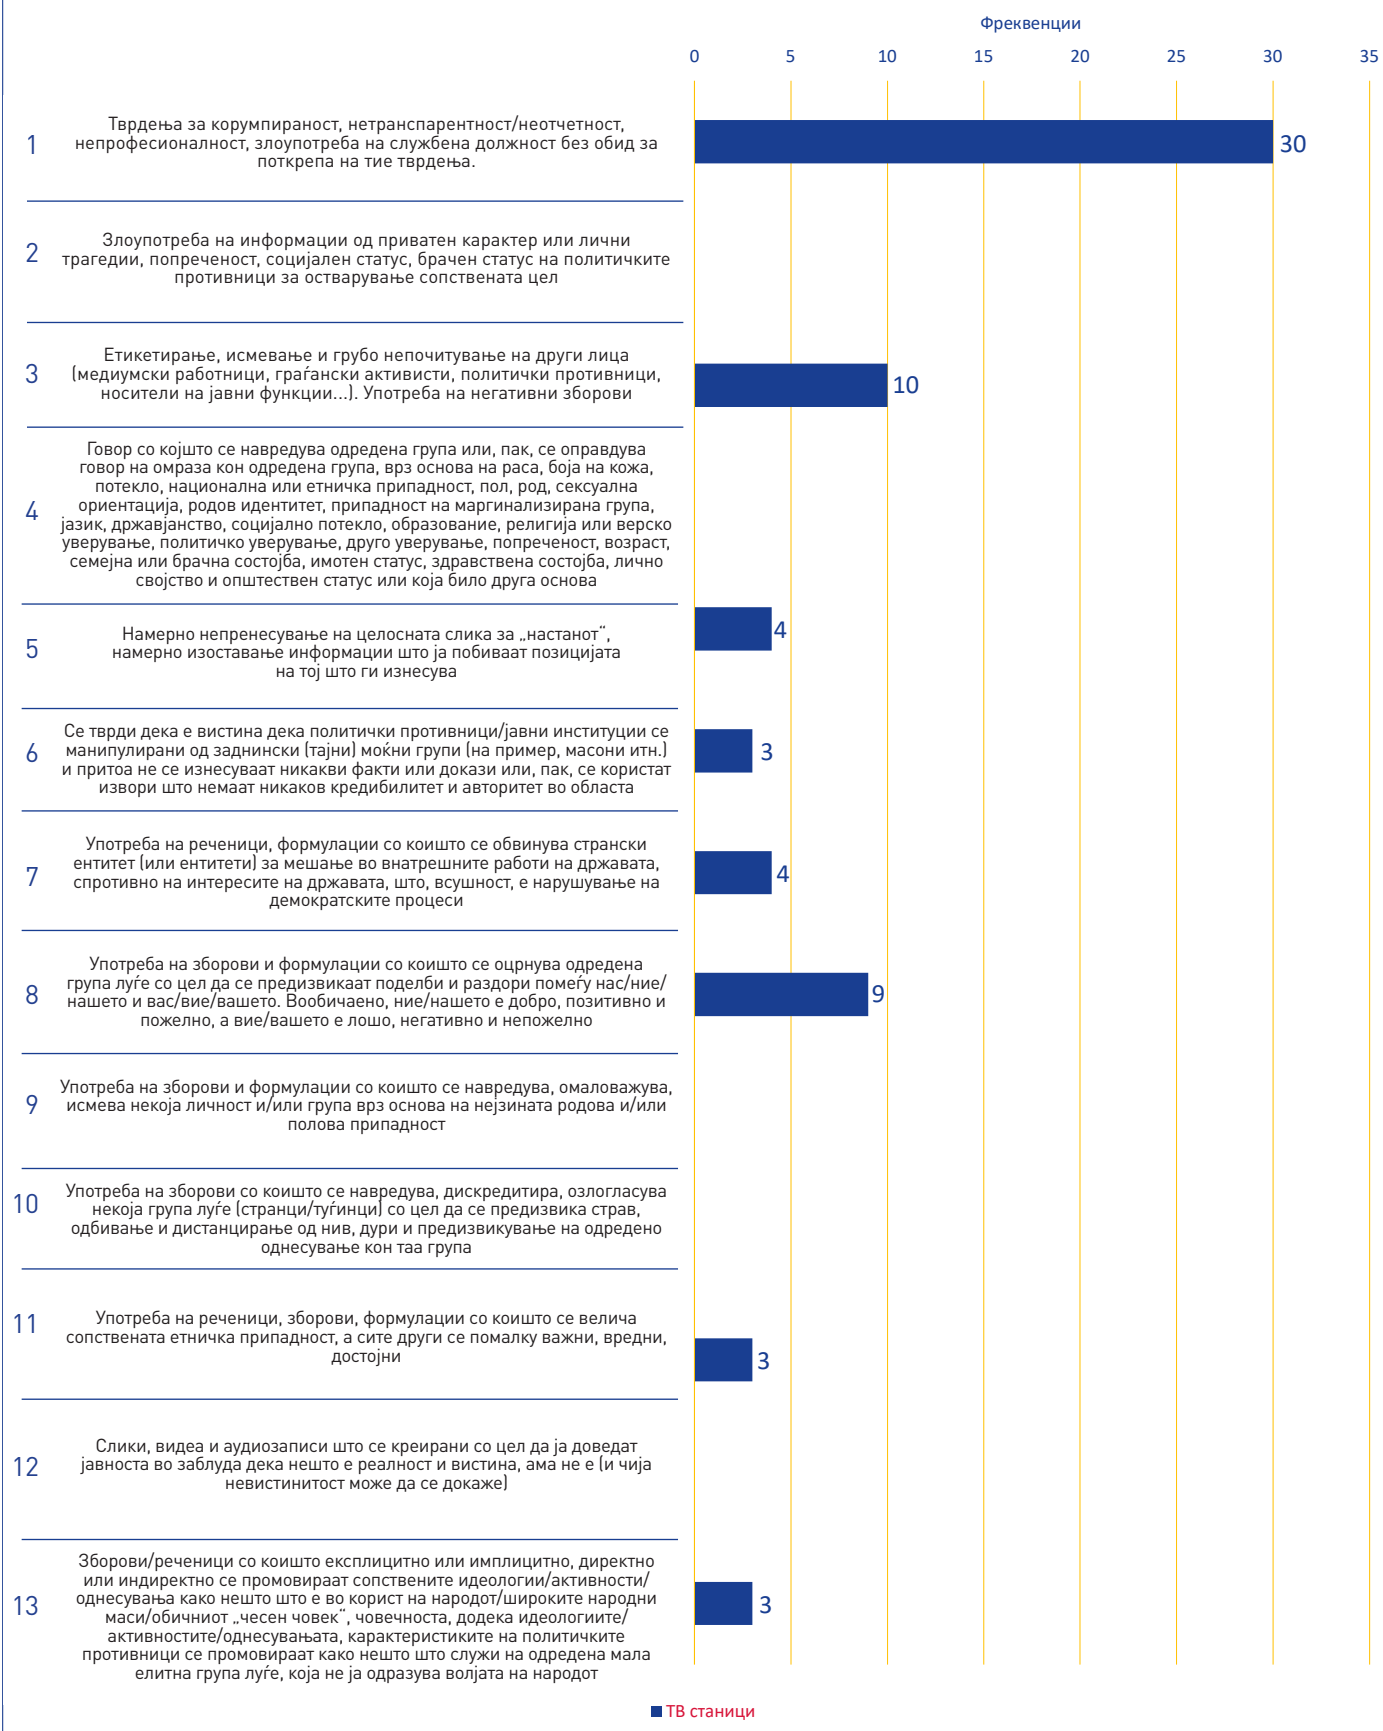 Фреквенции
0 5 10 15 20 25 30 35
1
Тврдења за корумпираност, нетранспарентност/неотчетност,
непрофесионалност, злоупотреба на службена должност без обид за
поткрепа на тие тврдења.
30
2
Злоупотреба на информации од приватен карактер или лични
трагедии, попреченост, социјален статус, брачен статус на политичките
противници за остварување сопствената цел
3
Етикетирање, исмевање и грубо непочитување на други лица
(медиумски работници, граѓански активисти, политички противници,
носители на јавни функции...). Употреба на негативни зборови
10
4
Говор со којшто се навредува одредена група или, пак, се оправдува
говор на омраза кон одредена група, врз основа на раса, боја на кожа,
потекло, национална или етничка припадност, пол, род, сексуална
ориентација, родов идентитет, припадност на маргинализирана група,
јазик, државјанство, социјално потекло, образование, религија или верско
уверување, политичко уверување, друго уверување, попреченост, возраст,
семејна или брачна состојба, имотен статус, здравствена состојба, лично
својство и општествен статус или која било друга основа
5
Намерно непренесување на целосната слика за „настанот“,
намерно изоставање информации што ја побиваат позицијата
на тој што ги изнесува
4
6
Се тврди дека е вистина дека политички противници/јавни институции се
манипулирани од заднински (тајни) моќни групи (на пример, масони итн.)
и притоа не се изнесуваат никакви факти или докази или, пак, се користат
извори што немаат никаков кредибилитет и авторитет во областа
3
7
Употреба на реченици, формулации со коишто се обвинува странски
ентитет (или ентитети) за мешање во внатрешните работи на државата,
спротивно на интересите на државата, што, всушност, е нарушување на
демократските процеси
4
8
Употреба на зборови и формулации со коишто се оцрнува одредена
група луѓе со цел да се предизвикаат поделби и раздори помеѓу нас/ние/
нашето и вас/вие/вашето. Вообичаено, ние/нашето е добро, позитивно и
пожелно, а вие/вашето е лошо, негативно и непожелно
9
9
Употреба на зборови и формулации со коишто се навредува, омаловажува,
исмева некоја личност и/или група врз основа на нејзината родова и/или
полова припадност
10
Употреба на зборови со коишто се навредува, дискредитира, озлогласува
некоја група луѓе (странци/туѓинци) со цел да се предизвика страв,
одбивање и дистанцирање од нив, дури и предизвикување на одредено
однесување кон таа група
11
Употреба на реченици, зборови, формулации со коишто се велича
сопствената етничка припадност, а сите други се помалку важни, вредни,
достојни
3
12
Слики, видеа и аудиозаписи што се креирани со цел да ја доведат
јавноста во заблуда дека нешто е реалност и вистина, ама не е (и чија
невистинитост може да се докаже)
13
Зборови/реченици со коишто експлицитно или имплицитно, директно
или индиректно се промовираат сопствените идеологии/активности/
однесувања како нешто што е во корист на народот/широките народни
маси/обичниот „чесен човек“, човечноста, додека идеологиите/
активностите/однесувањата, карактеристиките на политичките
противници се промовираат како нешто што служи на одредена мала
елитна група луѓе, која не ја одразува волјата на народот
3
ТВ станици